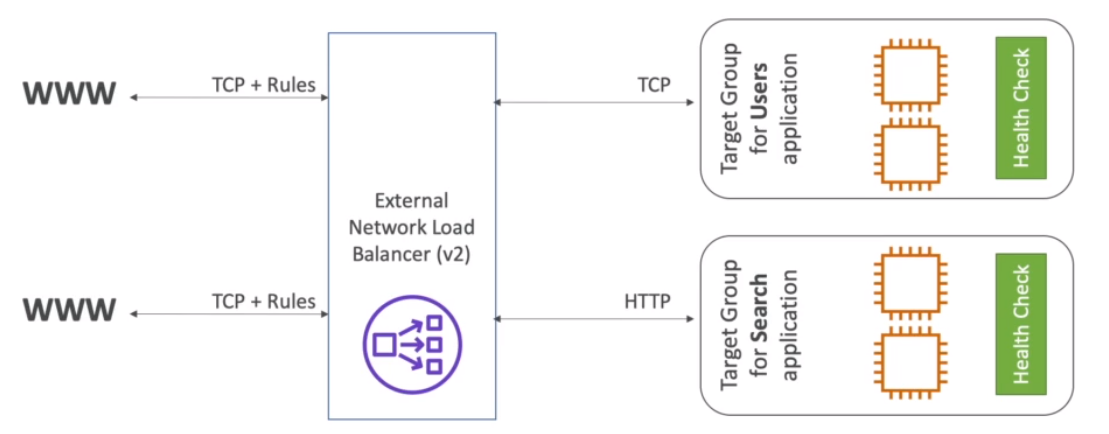 WWW
TCP + Rules
External
Network Load
Balancer (v2)
WWW
TCP + Rules
TCP
Target Group
for Users
application
Health Check
HTTP
Target Group
for Search
application
Health Check